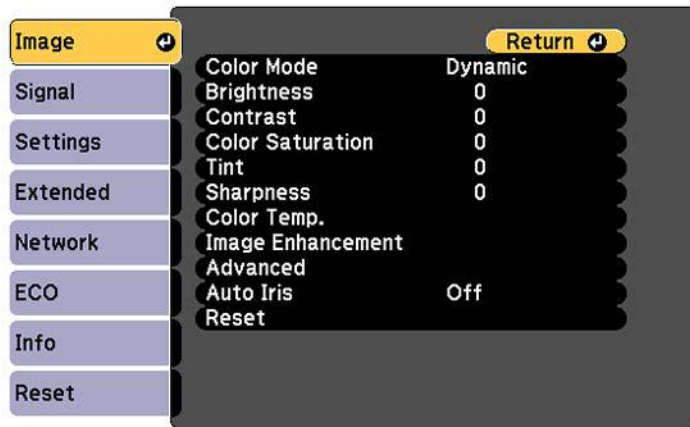 Image
Signal
Settings
Extended
Network
ECO
Info
Reset
Return
Color Mode Dynamic
Brightness 0
Contrast 0
Color Saturation 0
Tint 0
Sharpness 0
Color Temp.
Image Enhancement
Advanced
Auto Iris Off
Reset